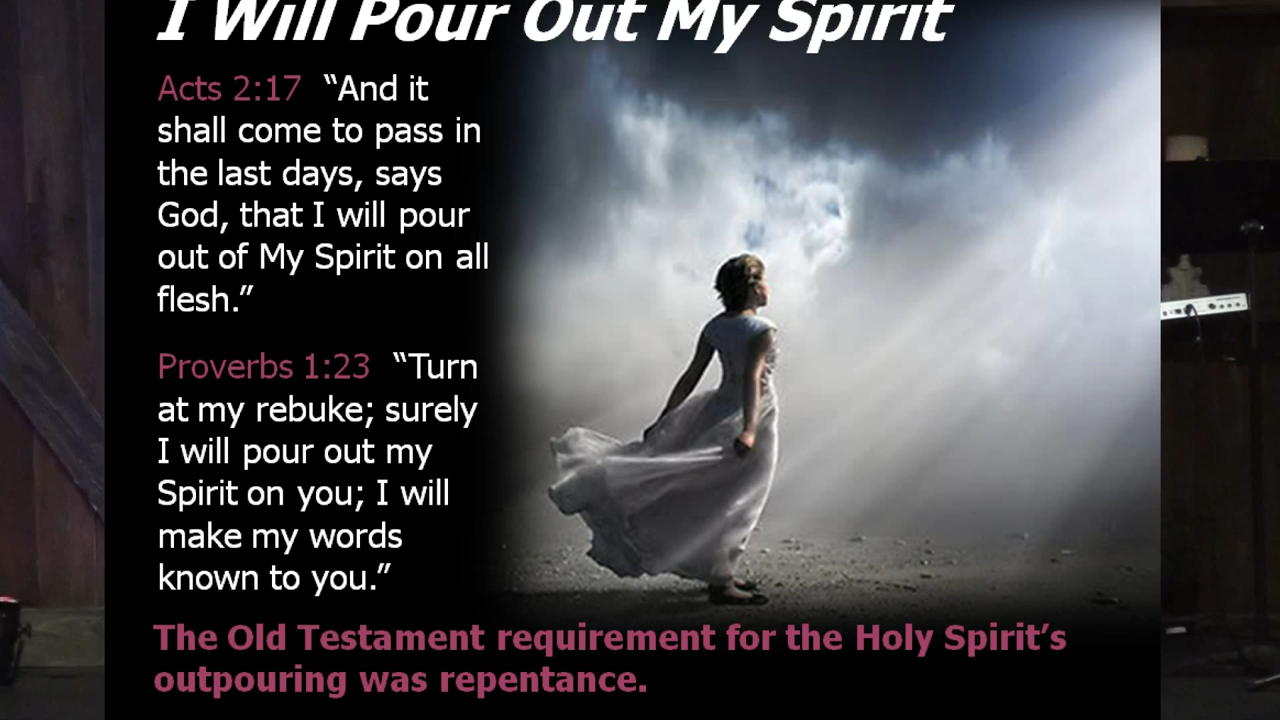 I Will Pour Out My Spirit
Acts 2:17 “And it
shall come to pass in
the last days, says
God, that I will pour
out of My Spirit on all
flesh.”
Proverbs 1:23 “Turn
at my rebuke; surely
I will pour out my
Spirit on you; I will
make my words
known to you.”
The Old Testament requirement for the Holy Spirit’s
outpouring was repentance.